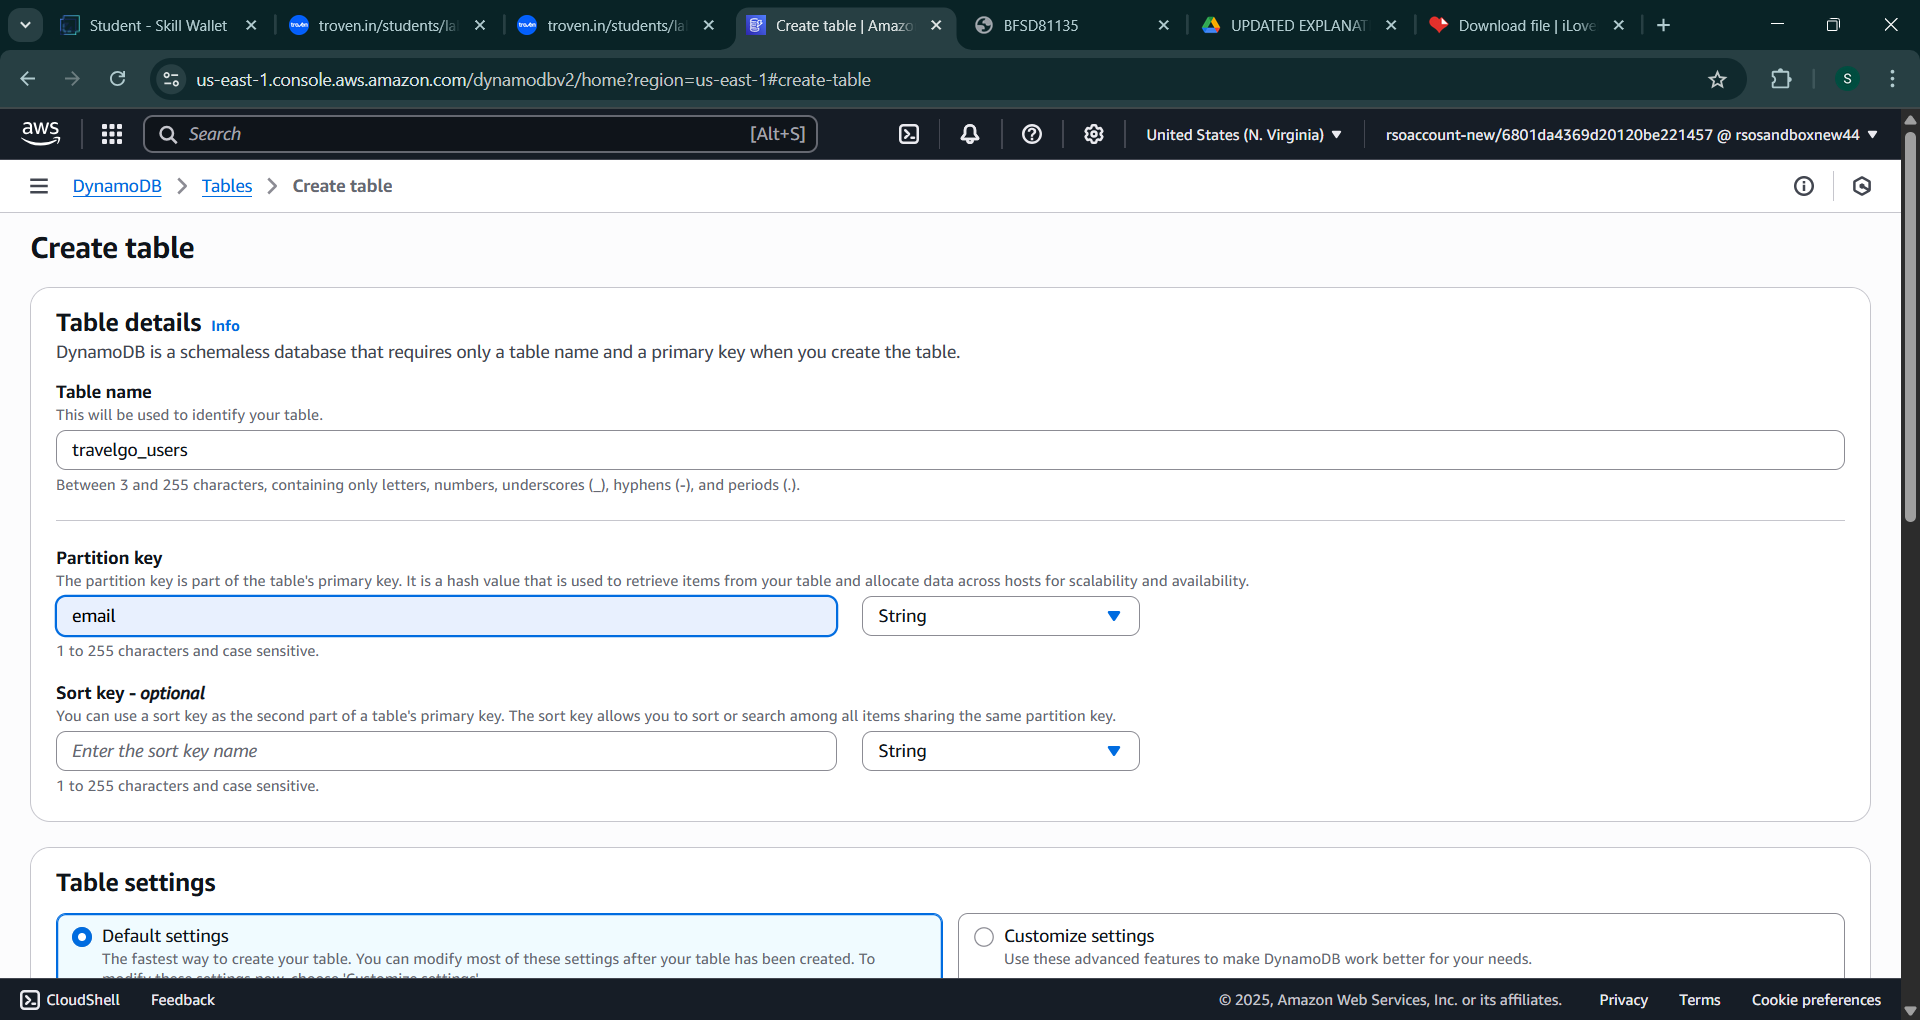 Student - Skill Wallet
troven.in/students/la
troven.in/students/la
Create table | Amazo
BFSD81135
UPDATED EXPLANAT
Download file | iLove
us-east-1.console.aws.amazon.com/dynamodbv2/home?region=us-east-1#create-table
S
aws
Search
[Alt+S]
United States (N. Virginia)
rsoaccount-new/6801da4369d20120be221457 @ rsosandboxnew44
DynamoDB > Tables > Create table
Create table
Table details Info
DynamoDB is a schemaless database that requires only a table name and a primary key when you create the table.
Table name
This will be used to identify your table.
travelgo_users
Between 3 and 255 characters, containing only letters, numbers, underscores (_), hyphens (-), and periods (.).
Partition key
The partition key is part of the table's primary key. It is a hash value that is used to retrieve items from your table and allocate data across hosts for scalability and availability.
email
String
1 to 255 characters and case sensitive.
Sort key - optional
You can use a sort key as the second part of a table's primary key. The sort key allows you to sort or search among all items sharing the same partition key.
Enter the sort key name
String
1 to 255 characters and case sensitive.
Table settings
Default settings
The fastest way to create your table. You can modify most of these settings after your table has been created. To
modify these settings now, choose 'Customize settings'.
Customize settings
Use these advanced features to make DynamoDB work better for your needs.
CloudShell
Feedback
© 2025, Amazon Web Services, Inc. or its affiliates.
Privacy
Terms
Cookie preferences